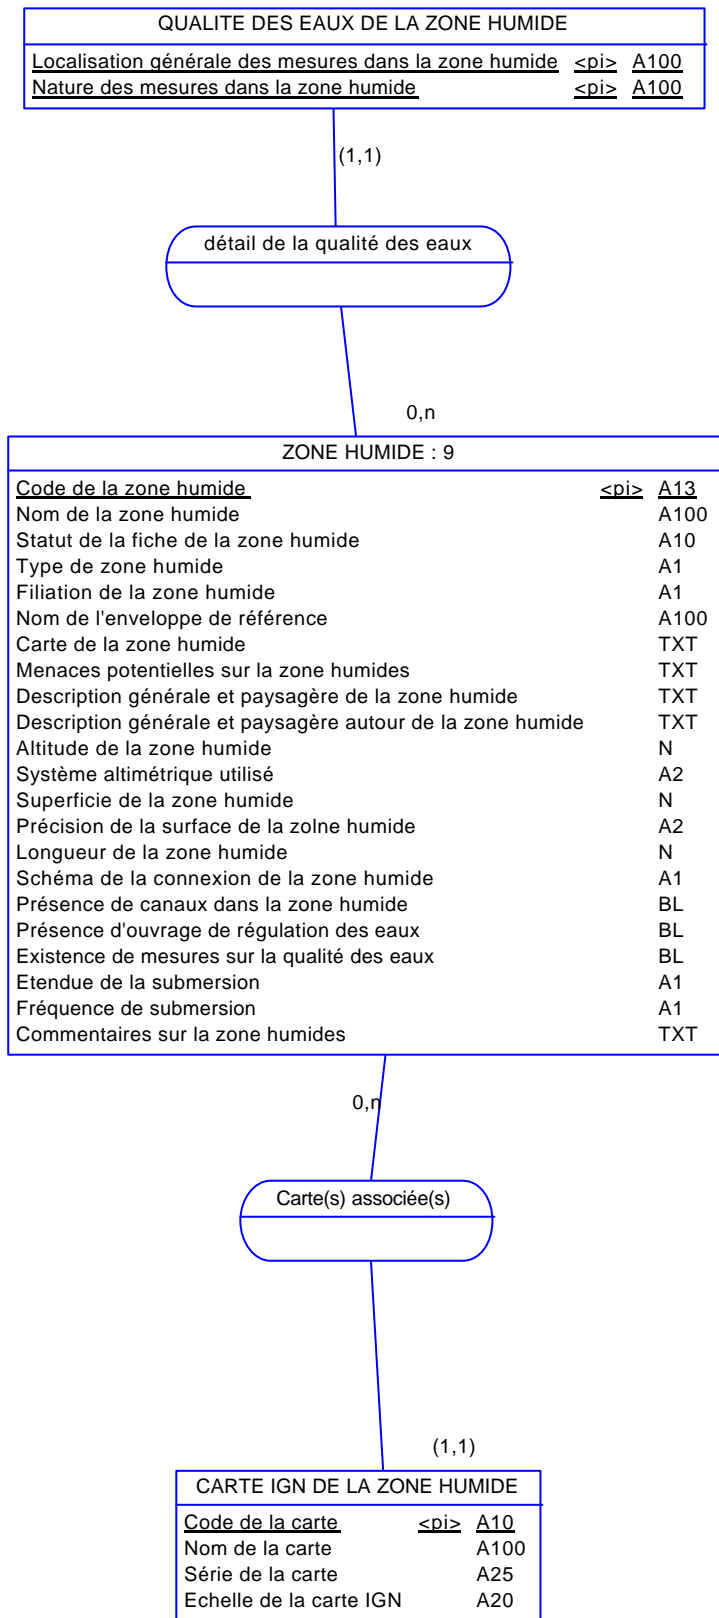 QUALITE DES EAUX DE LA ZONE HUMIDE
Localisation générale des mesures dans la zone humide <pi> A100
Nature des mesures dans la zone humide <pi> A100
(1,1)
détail de la qualité des eaux
0,n
ZONE HUMIDE : 9
Code de la zone humide <pi> A13
Nom de la zone humide A100
Statut de la fiche de la zone humide A10
Type de zone humide A1
Filiation de la zone humide A1
Nom de l'enveloppe de référence A100
Carte de la zone humide TXT
Menaces potentielles sur la zone humides TXT
Description générale et paysagère de la zone humide TXT
Description générale et paysagère autour de la zone humide TXT
Altitude de la zone humide N
Système altimétrique utilisé A2
Superficie de la zone humide N
Précision de la surface de la zolne humide A2
Longueur de la zone humide N
Schéma de la connexion de la zone humide A1
Présence de canaux dans la zone humide BL
Présence d'ouvrage de régulation des eaux BL
Existence de mesures sur la qualité des eaux BL
Etendue de la submersion A1
Fréquence de submersion A1
Commentaires sur la zone humides TXT
0,n
Carte(s) associée(s)
(1,1)
CARTE IGN DE LA ZONE HUMIDE
Code de la carte <pi> A10
Nom de la carte A100
Série de la carte A25
Echelle de la carte IGN A20